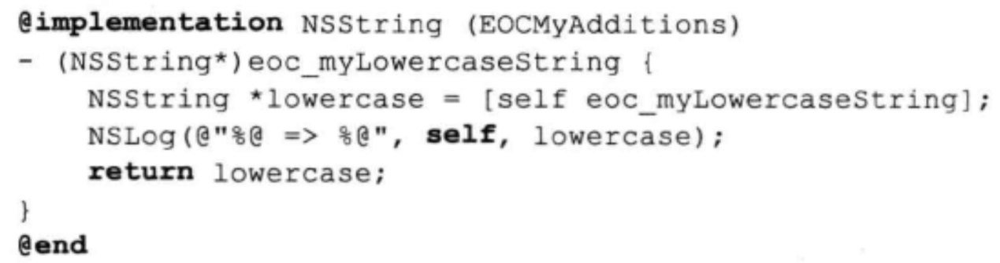 @implementation NSString (EOCMyAdditions)
- (NSString*)eoc_myLowercaseString {
    NSString *lowercase = [self eoc_myLowercaseString];
    NSLog(@"%@ => %@", self, lowercase);
    return lowercase;
}
@end